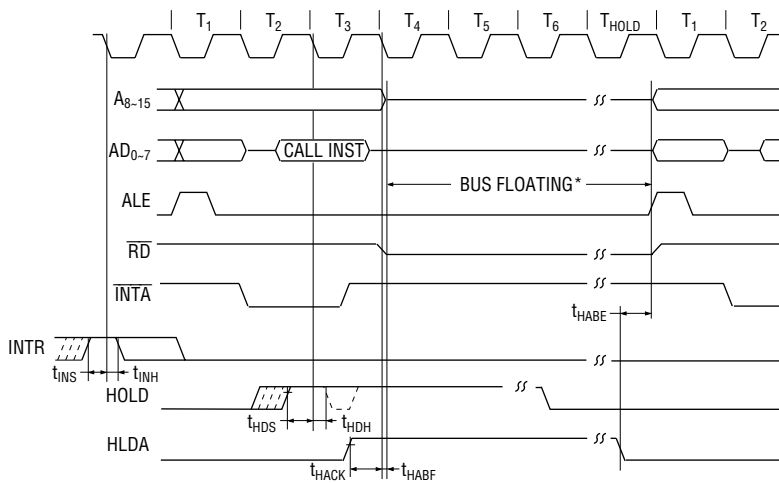 T1 T2 T3 T4 T5 T6 THOLD T1 T2
A8~15
AD0~7 CALL INST
BUS FLOATING*
ALE
RD
INTA
tHABE
INTR
tINS tINH
HOLD
tHDS tHDH
HLDA
tHACK tHABF